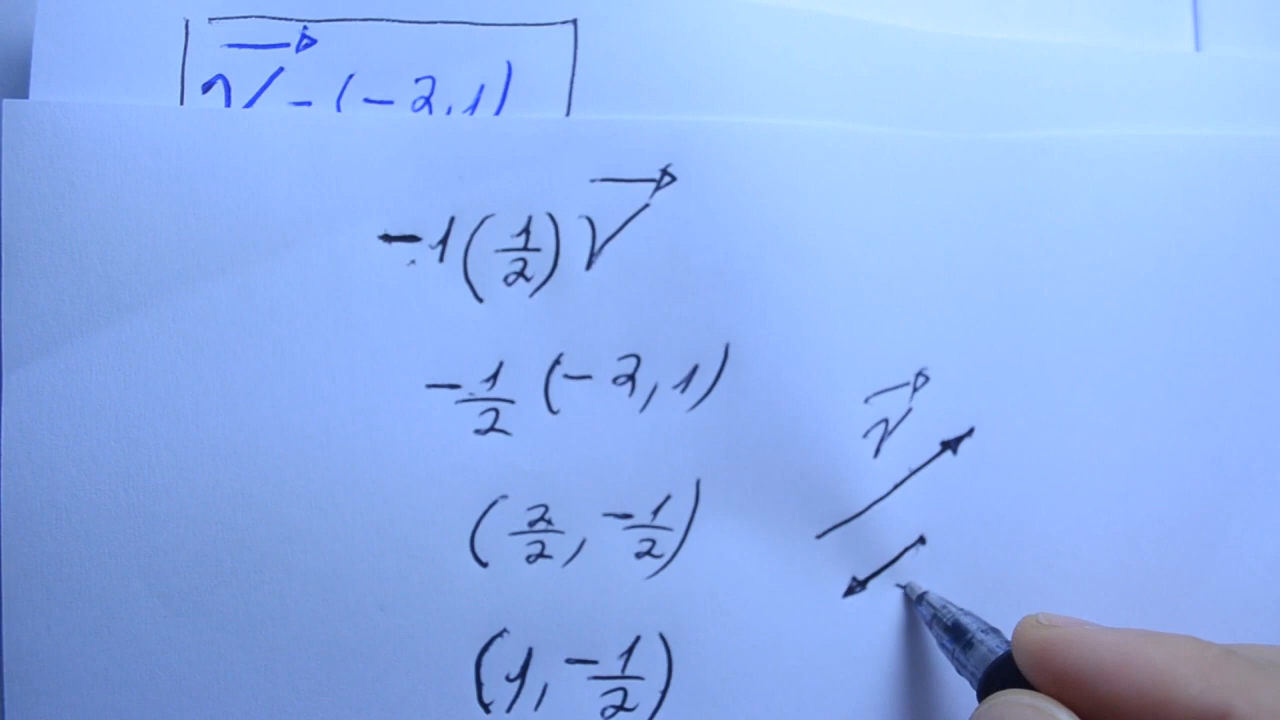 v⃗ = (-2,1)
-1(1/2)v⃗
-1/2 (-2,1)
v⃗
(2/2, -1/2)
(1, -1/2)